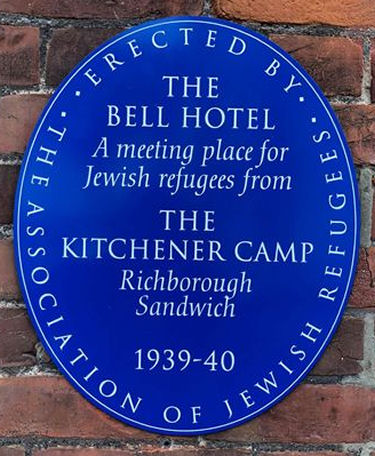 · · ERECTED BY · ·
THE
BELL HOTEL
A meeting place for
Jewish refugees from
THE
KITCHENER CAMP
Richborough
Sandwich
1939-40
THE ASSOCIATION OF JEWISH REFUGEES